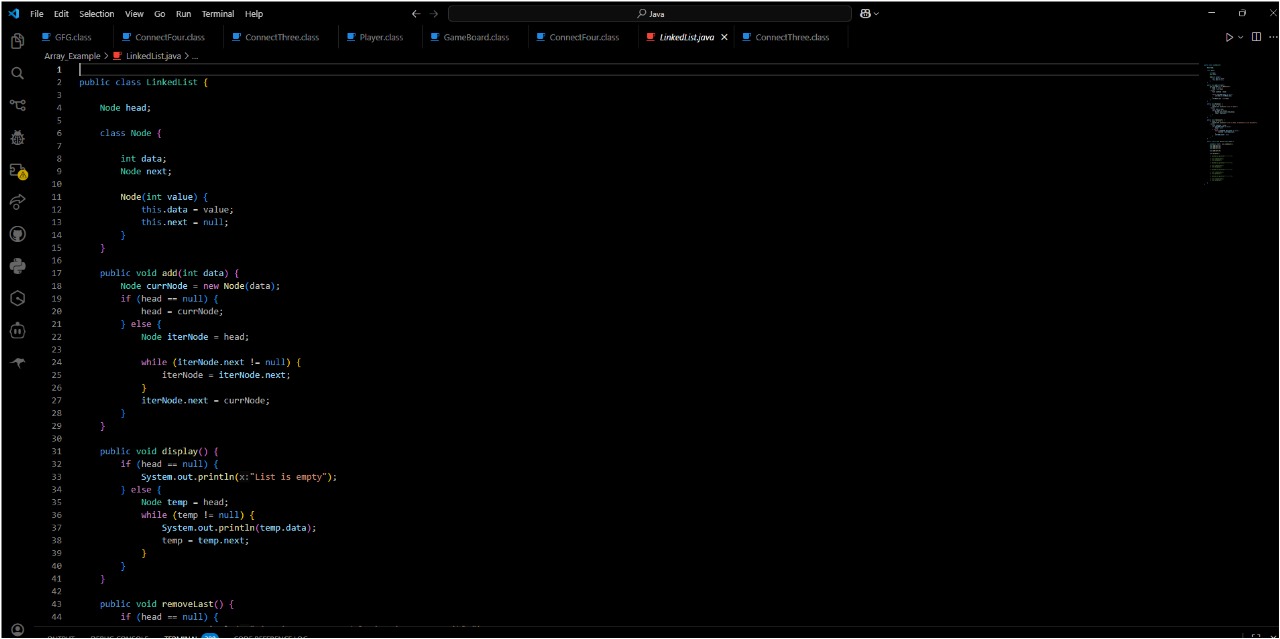 File Edit Selection View Go Run Terminal Help
Java
GFG.class ConnectFour.class ConnectThree.class Player.class GameBoard.class ConnectFour.class LinkedList.java ConnectThree.class
Array_Example > LinkedList.java > ...
1
2 public class LinkedList {
3
4 Node head;
5
6 class Node {
7
8 int data;
9 Node next;
10
11 Node(int value) {
12 this.data = value;
13 this.next = null;
14 }
15 }
16
17 public void add(int data) {
18 Node currNode = new Node(data);
19 if (head == null) {
20 head = currNode;
21 } else {
22 Node iterNode = head;
23
24 while (iterNode.next != null) {
25 iterNode = iterNode.next;
26 }
27 iterNode.next = currNode;
28 }
29 }
30
31 public void display() {
32 if (head == null) {
33 System.out.println(x:"List is empty");
34 } else {
35 Node temp = head;
36 while (temp != null) {
37 System.out.println(temp.data);
38 temp = temp.next;
39 }
40 }
41 }
42
43 public void removeLast() {
44 if (head == null) {
OUTPUT DEBUG CONSOLE TERMINAL CODE REFERENCE LOG